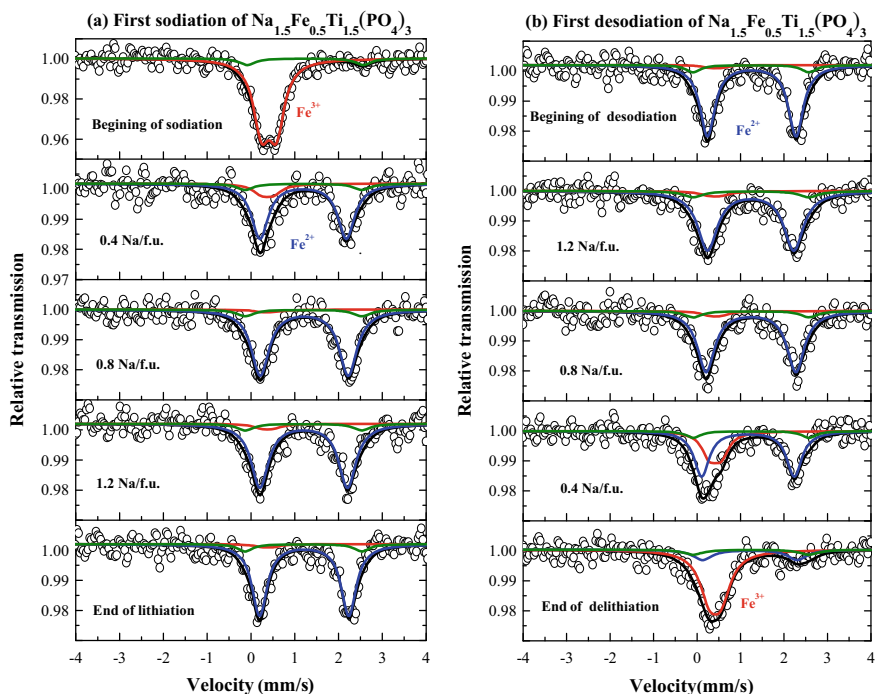 (a) First sodiation of Na1.5Fe0.5Ti1.5(PO4)3
1.00
0.98
0.96
Begining of sodiation
Fe3+
1.00
0.99
0.98
0.97
0.4 Na/f.u.
Fe2+
1.00
0.99
0.98
0.8 Na/f.u.
1.00
0.99
0.98
1.2 Na/f.u.
1.00
0.99
0.98
End of lithiation
-4 -3 -2 -1 0 1 2 3 4
Velocity (mm/s)
Relative transmission
(b) First desodiation of Na1.5Fe0.5Ti1.5(PO4)3
1.00
0.99
0.98
Begining of desodiation
Fe2+
1.00
0.99
0.98
1.2 Na/f.u.
1.00
0.99
0.98
0.8 Na/f.u.
1.00
0.99
0.98
0.4 Na/f.u.
1.00
0.99
0.98
End of delithiation
Fe3+
-4 -3 -2 -1 0 1 2 3 4
Velocity (mm/s)
Relative transmission